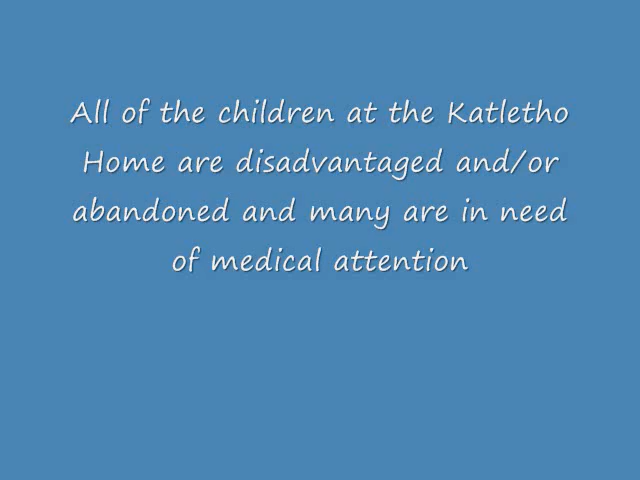 All of the children at the Katletho
Home are disadvantaged and/or
abandoned and many are in need
of medical attention